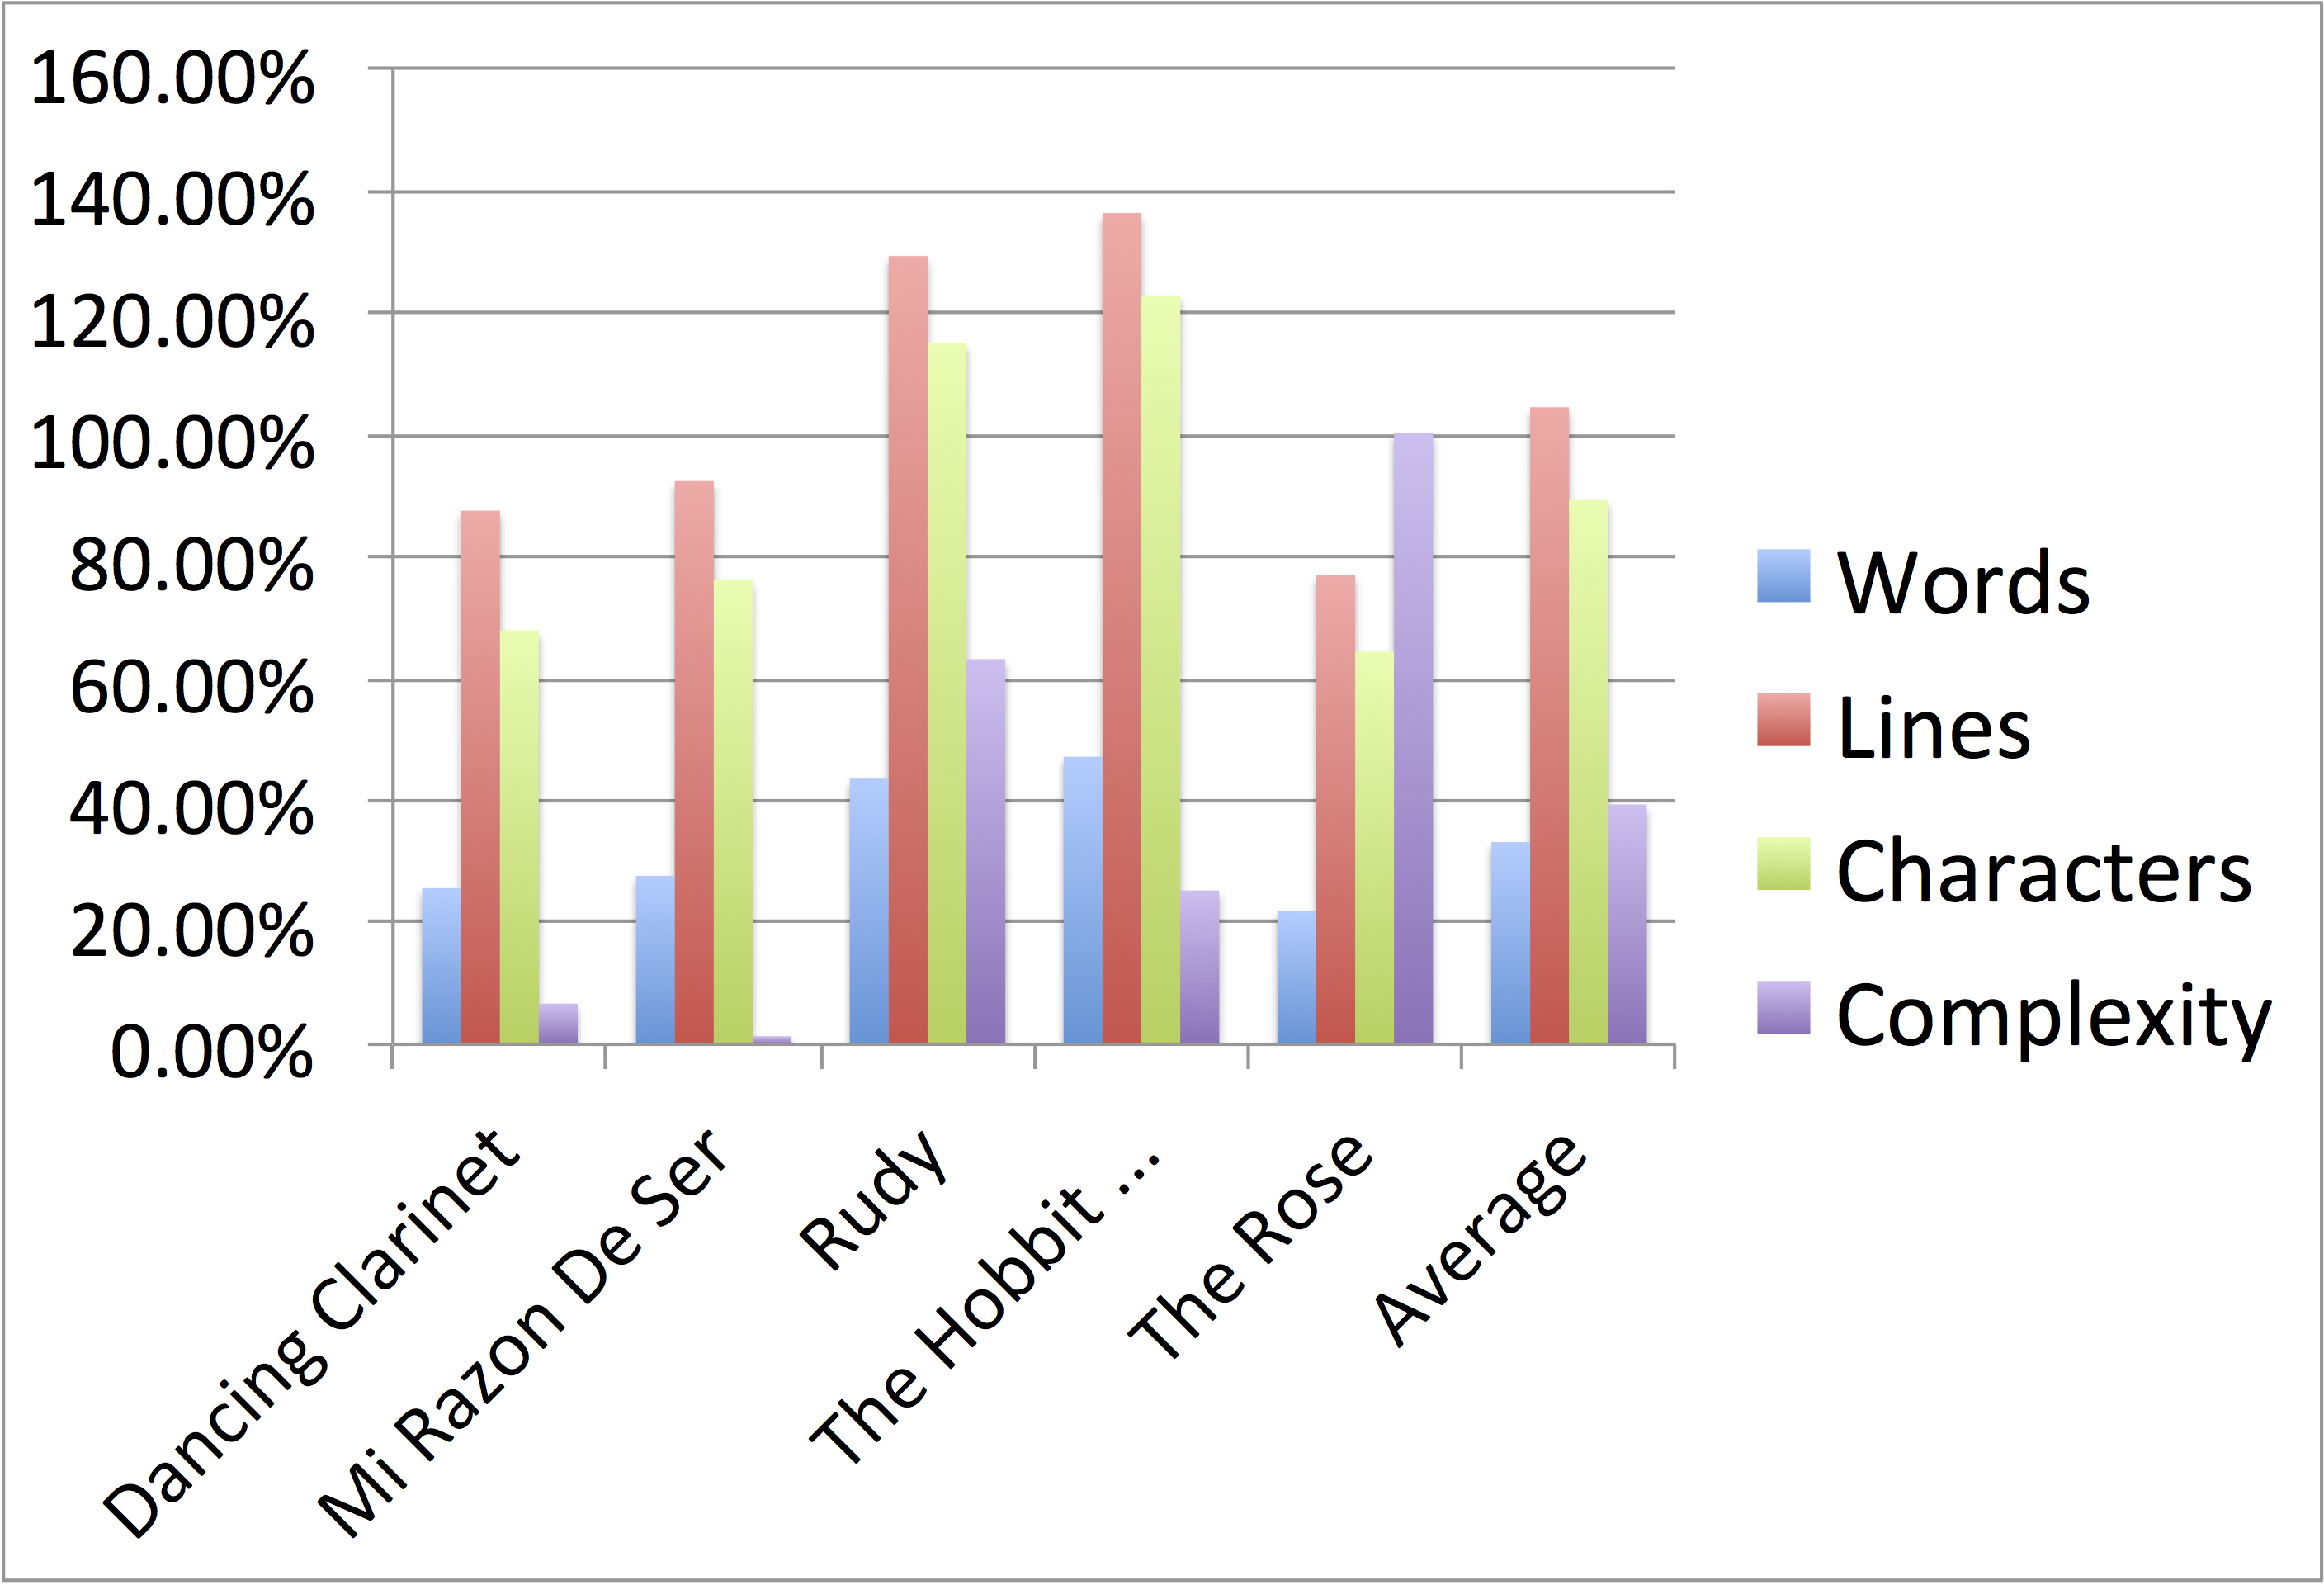 160.00%
140.00%
120.00%
100.00%
80.00%
60.00%
40.00%
20.00%
0.00%
Dancing Clarinet
Mi Razon De Ser
Rudy
The Hobbit ...
The Rose
Average
Words
Lines
Characters
Complexity